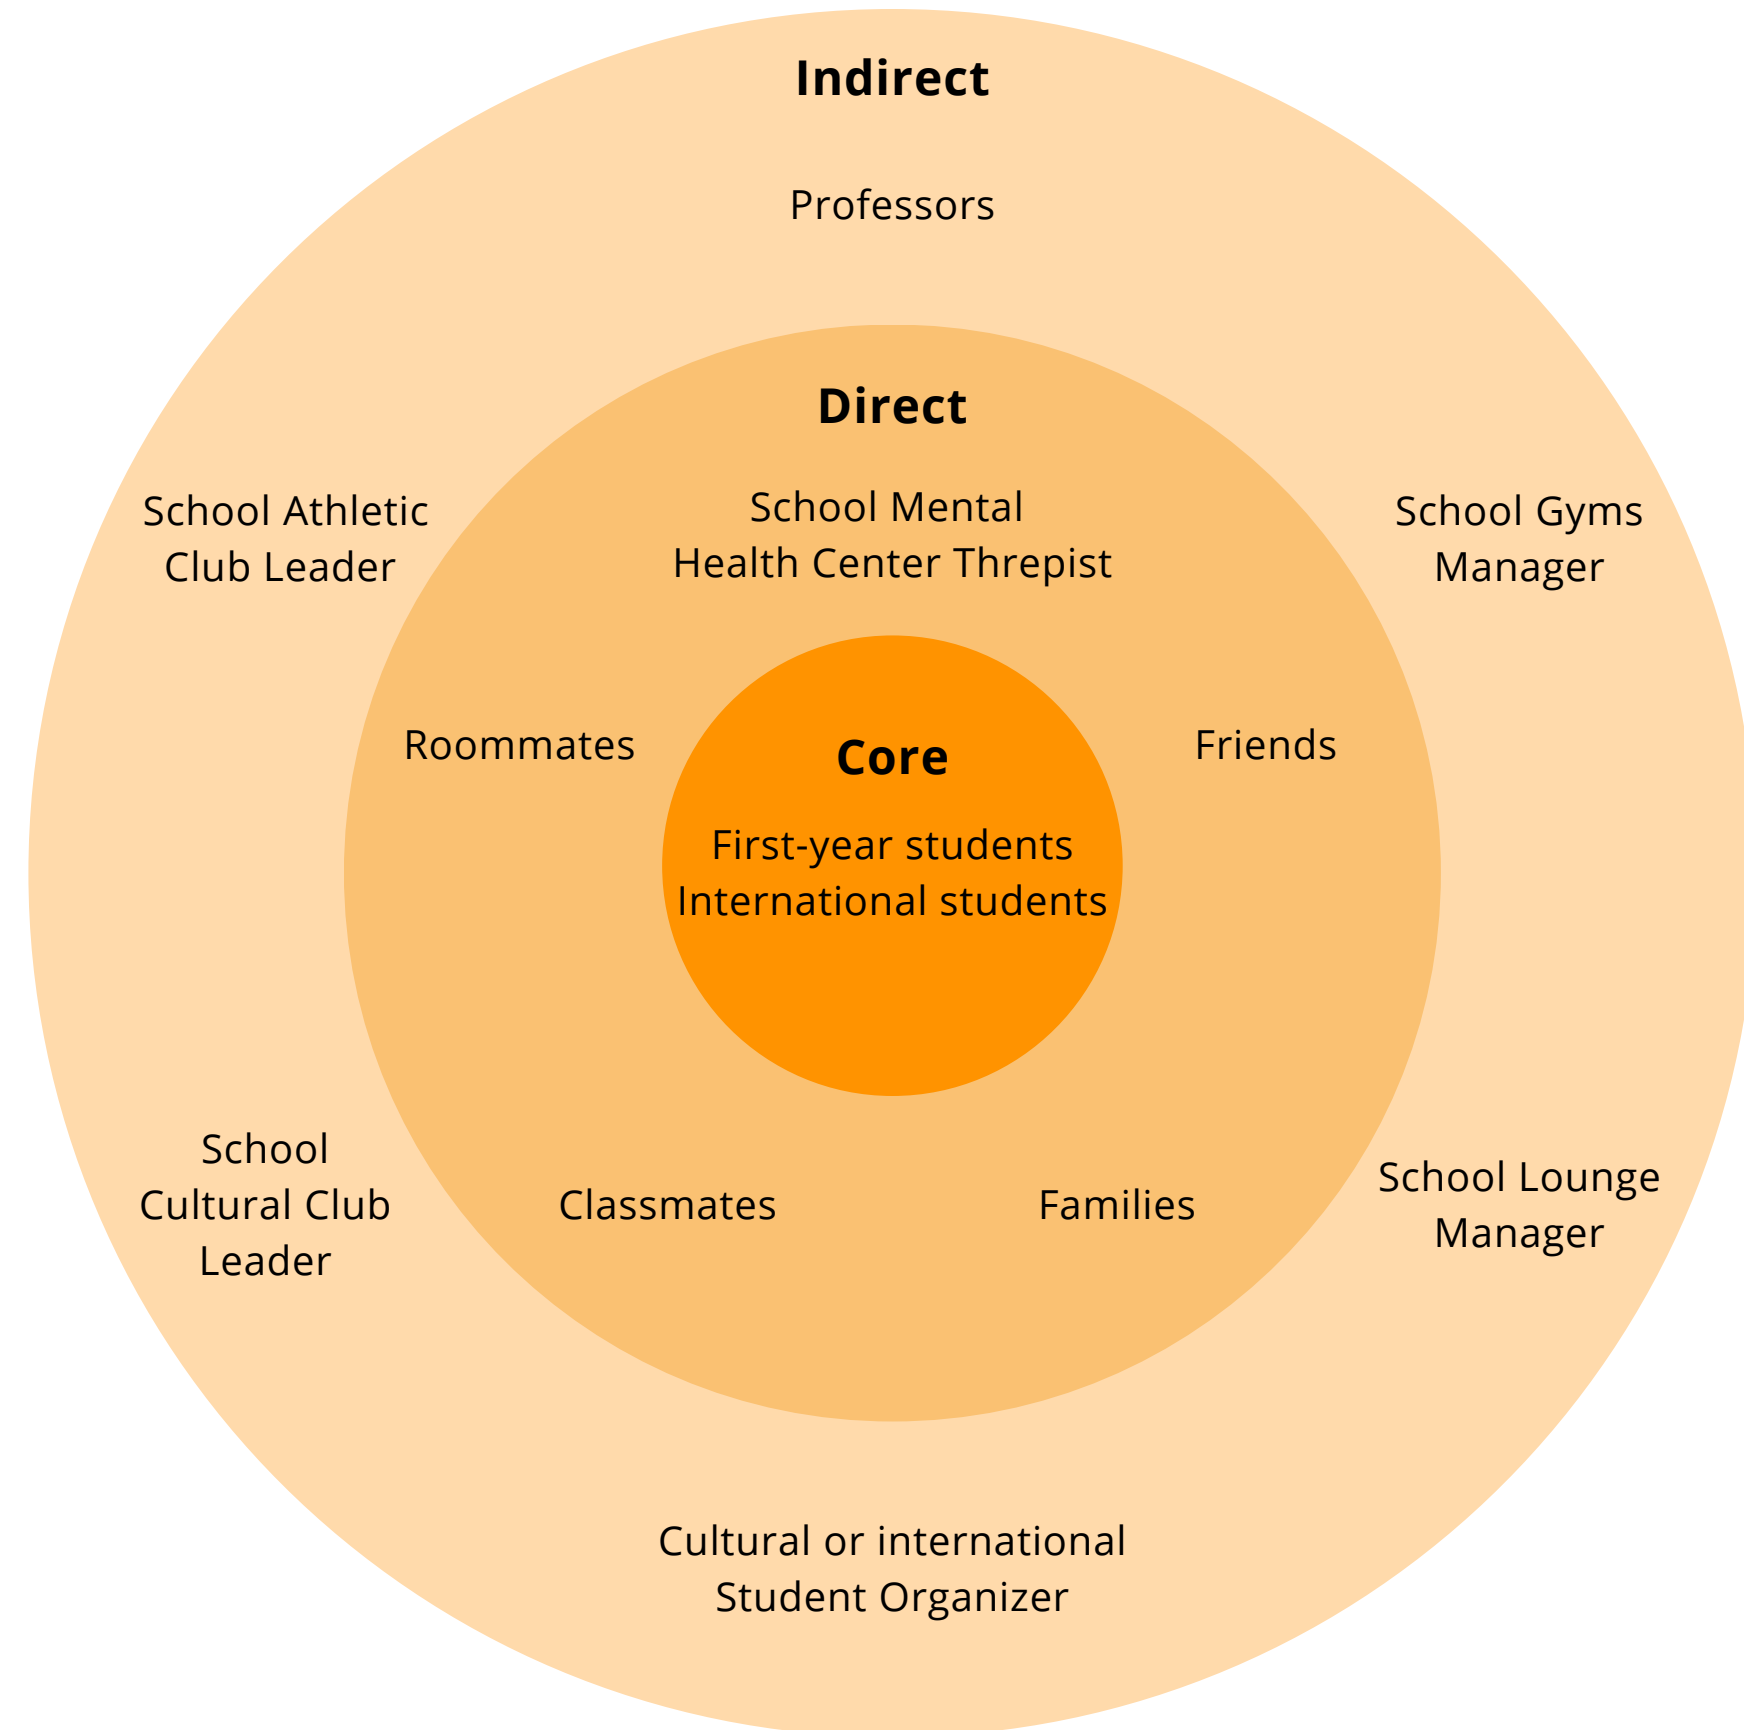 Indirect
Professors
School Athletic
Club Leader
School Gyms
Manager
Direct
School Mental
Health Center Threpist
Roommates
Friends
Core
First-year students
International students
School
Cultural Club
Leader
Classmates
Families
School Lounge
Manager
Cultural or international
Student Organizer